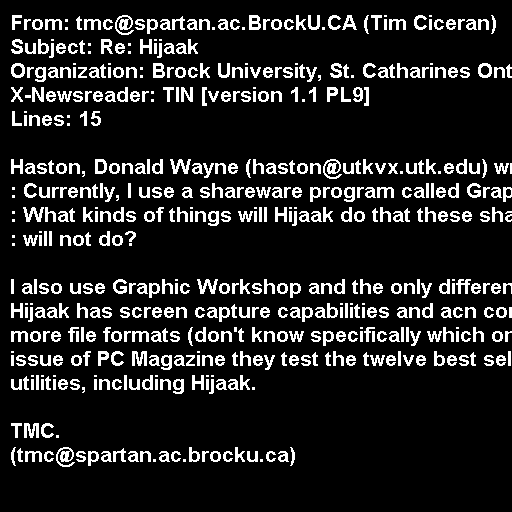 From: tmc@spartan.ac.BrockU.CA (Tim Ciceran)
Subject: Re: Hijaak
Organization: Brock University, St. Catharines Ont
X-Newsreader: TIN [version 1.1 PL9]
Lines: 15

Haston, Donald Wayne (haston@utkvx.utk.edu) w
: Currently, I use a shareware program called Grap
: What kinds of things will Hijaak do that these sha
: will not do?

I also use Graphic Workshop and the only differen
Hijaak has screen capture capabilities and acn co
more file formats (don't know specifically which o
issue of PC Magazine they test the twelve best sel
utilities, including Hijaak.

TMC.
(tmc@spartan.ac.brocku.ca)